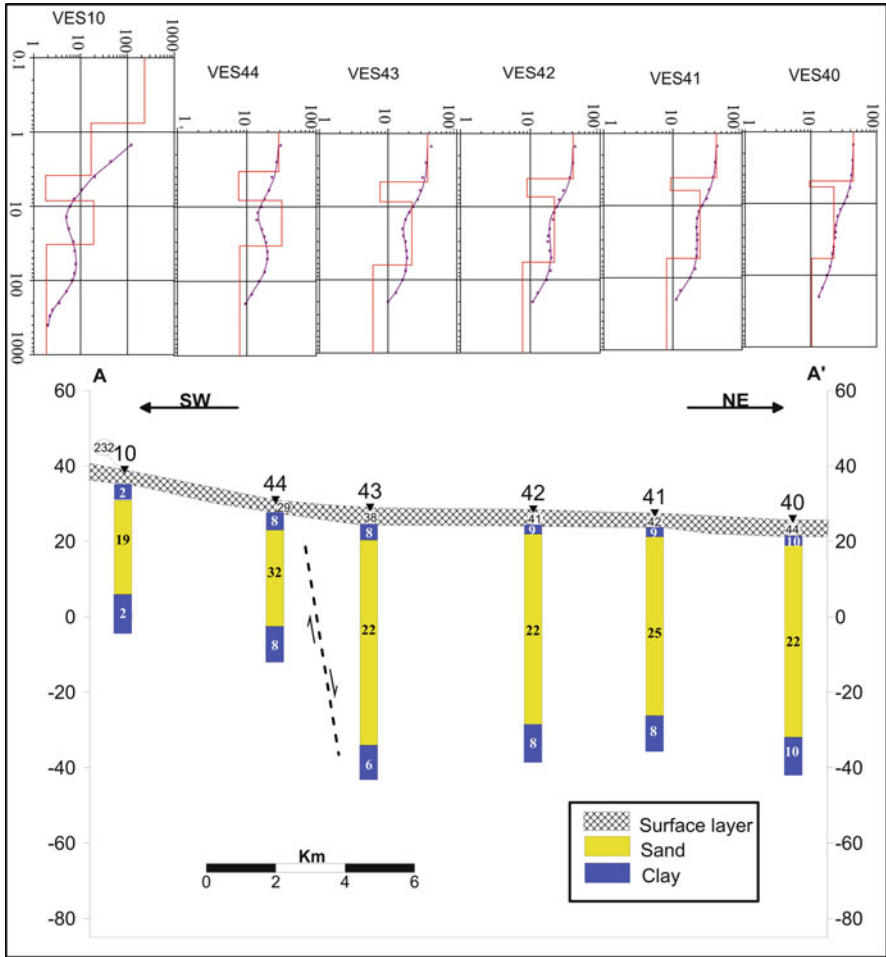 VES10
VES44
VES43
VES42
VES41
VES40
1 10 100 1000
1, 10 100
1 10 100
1 10 100
1 10 100
1 10 100
0.1
1
10
100
1000
A
A'
SW
NE
60
40
20
0
-20
-40
-60
-80
60
40
20
0
-20
-40
-60
-80
232
10
2
19
2
44
29
8
32
8
43
38
8
22
6
42
41
9
22
8
41
42
9
25
8
40
44
10
22
10
Km
0 2 4 6
Surface layer
Sand
Clay